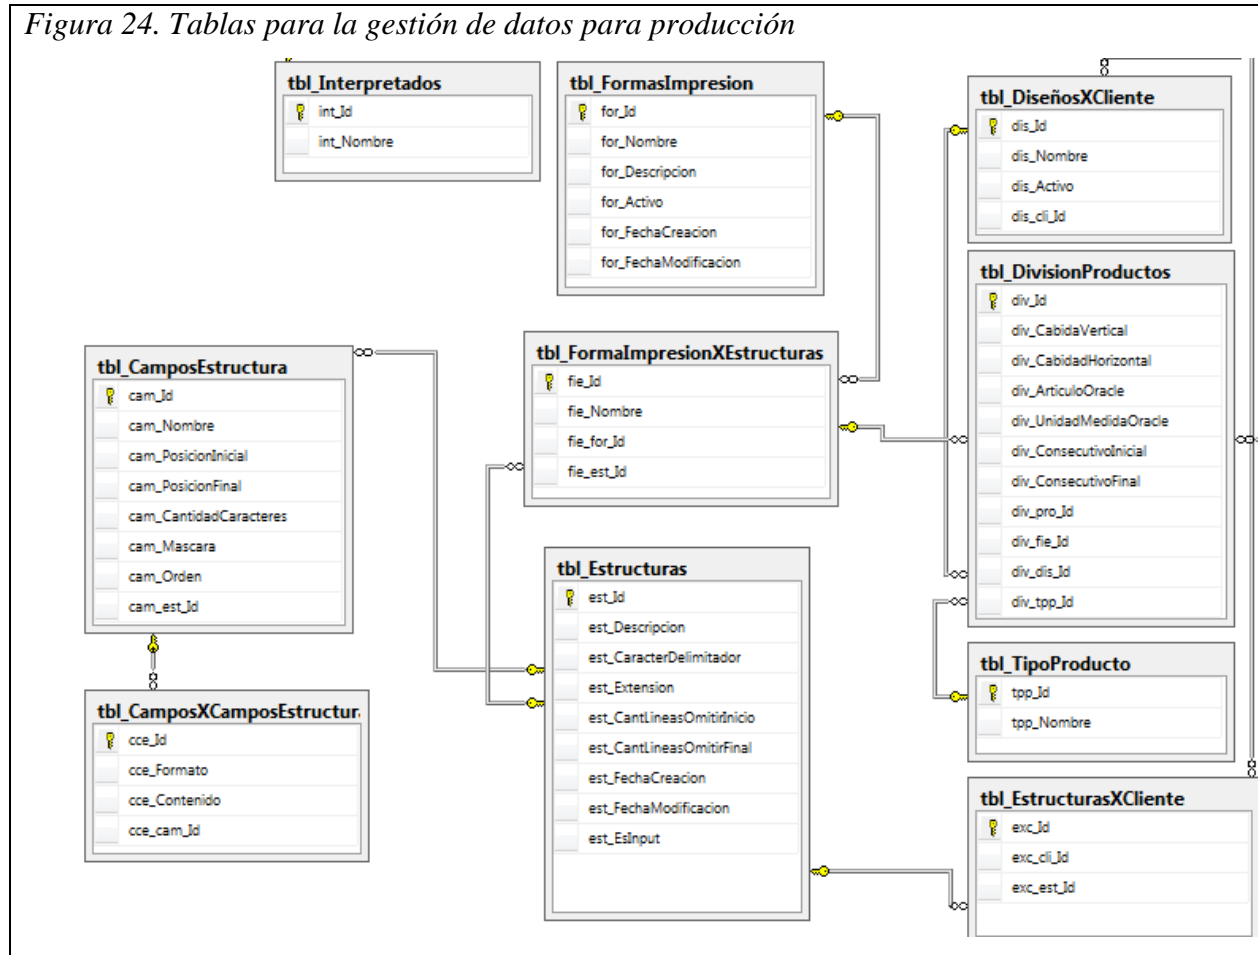 Figura 24. Tablas para la gestión de datos para producción
tbl_Interpretados
int_Id
int_Nombre
tbl_FormasImpresion
for_Id
for_Nombre
for_Descripcion
for_Activo
for_FechaCreacion
for_FechaModificacion
tbl_DiseñosXCliente
dis_Id
dis_Nombre
dis_Activo
dis_cli_Id
tbl_DivisionProductos
div_Id
div_CabidaVertical
div_CabidadHorizontal
div_ArticuloOracle
div_UnidadMedidaOracle
div_ConsecutivoInicial
div_ConsecutivoFinal
div_pro_Id
div_fie_Id
div_dis_Id
div_tpp_Id
tbl_CamposEstructura
cam_Id
cam_Nombre
cam_PosicionInicial
cam_PosicionFinal
cam_CantidadCaracteres
cam_Mascara
cam_Orden
cam_est_Id
tbl_FormaImpresionXEstructuras
fie_Id
fie_Nombre
fie_for_Id
fie_est_Id
tbl_Estructuras
est_Id
est_Descripcion
est_CaracterDelimitador
est_Extension
est_CantLineasOmitirInicio
est_CantLineasOmitirFinal
est_FechaCreacion
est_FechaModificacion
est_EsInput
tbl_TipoProducto
tpp_Id
tpp_Nombre
tbl_CamposXCamposEstructur
cce_Id
cce_Formato
cce_Contenido
cce_cam_Id
tbl_EstructurasXCliente
exc_Id
exc_cli_Id
exc_est_Id